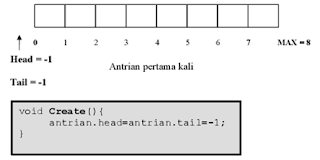 0 1 2 3 4 5 6 7 MAX = 8
Head = -1
Antrian pertama kali
Tail = -1
void Create(){
antrian.head=antrian.tail=-1;
}